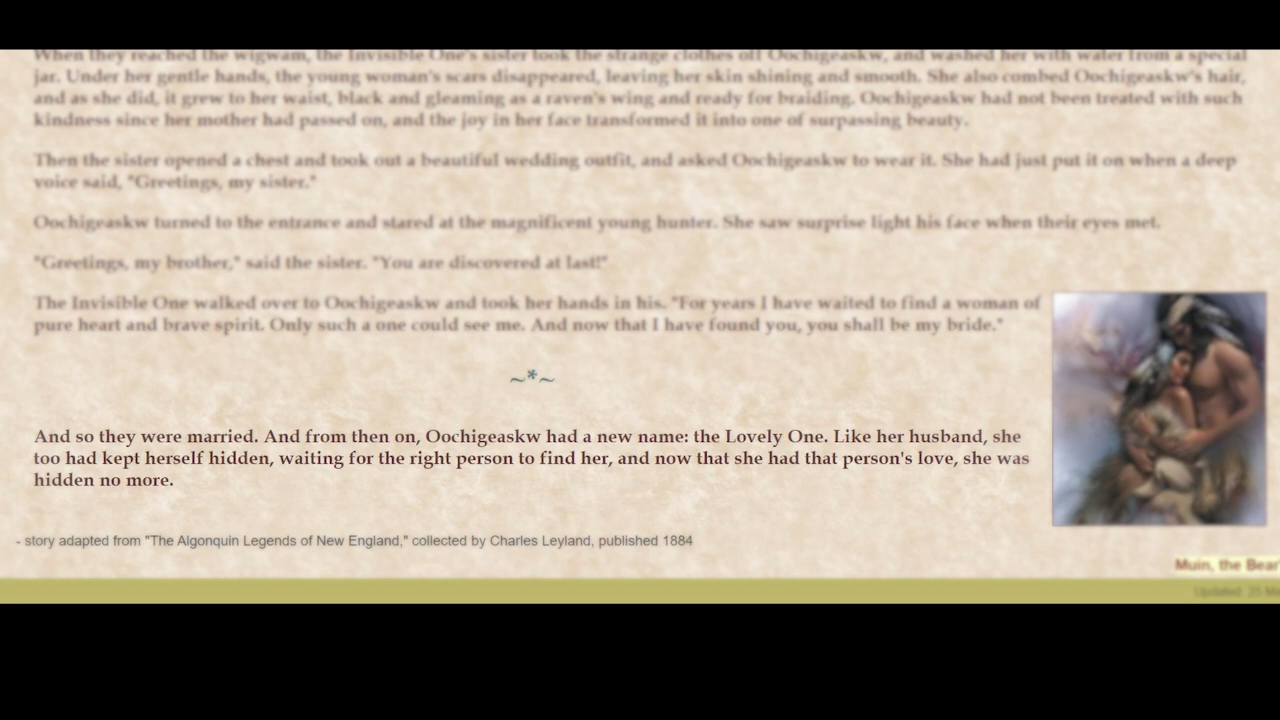 When they reached the wigwam, the Invisible One's sister took the strange clothes off Oochigeaskw, and washed her with water from a special
jar. Under her gentle hands, the young woman's scars disappeared, leaving her skin shining and smooth. She also combed Oochigeaskw's hair,
and as she did, it grew to her waist, black and gleaming as a raven's wing and ready for braiding. Oochigeaskw had not been treated with such
kindness since her mother had passed on, and the joy in her face transformed it into one of surpassing beauty.
Then the sister opened a chest and took out a beautiful wedding outfit, and asked Oochigeaskw to wear it. She had just put it on when a deep
voice said, "Greetings, my sister."
Oochigeaskw turned to the entrance and stared at the magnificent young hunter. She saw surprise light his face when their eyes met.
"Greetings, my brother," said the sister. "You are discovered at last!"
The Invisible One walked over to Oochigeaskw and took her hands in his. "For years I have waited to find a woman of
pure heart and brave spirit. Only such a one could see me. And now that I have found you, you shall be my bride."
~*~
And so they were married. And from then on, Oochigeaskw had a new name: the Lovely One. Like her husband, she
too had kept herself hidden, waiting for the right person to find her, and now that she had that person's love, she was
hidden no more.
- story adapted from "The Algonquin Legends of New England," collected by Charles Leyland, published 1884
Muin, the Bear'
Updated: 25